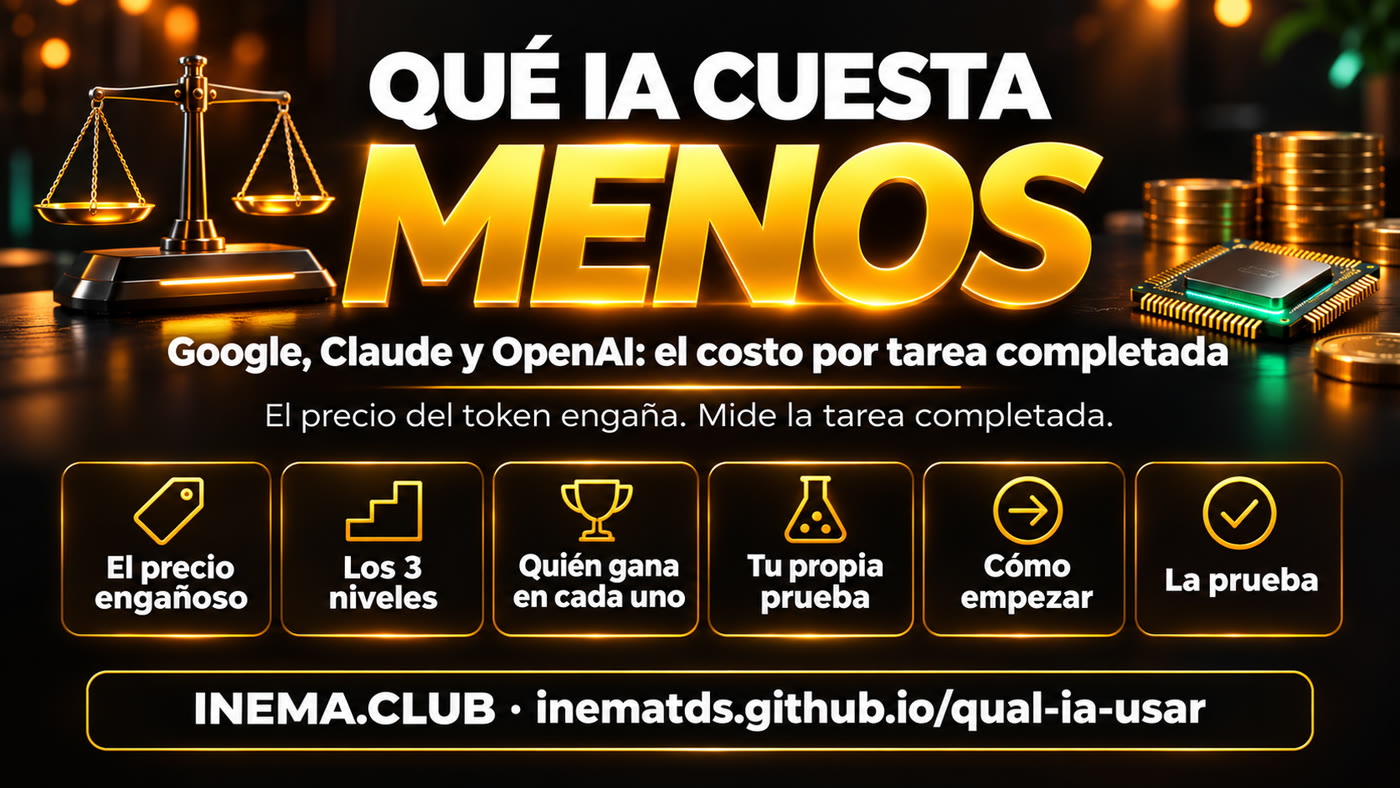 QUÉ IA CUESTA
MENOS
Google, Claude y OpenAI: el costo por tarea completada
El precio del token engaña. Mide la tarea completada.
El precio
engañoso
Los 3
niveles
Quién gana
en cada uno
Tu propia
prueba
Cómo
empezar
La prueba
INEMA.CLUB · inematds.github.io/qual-ia-usar